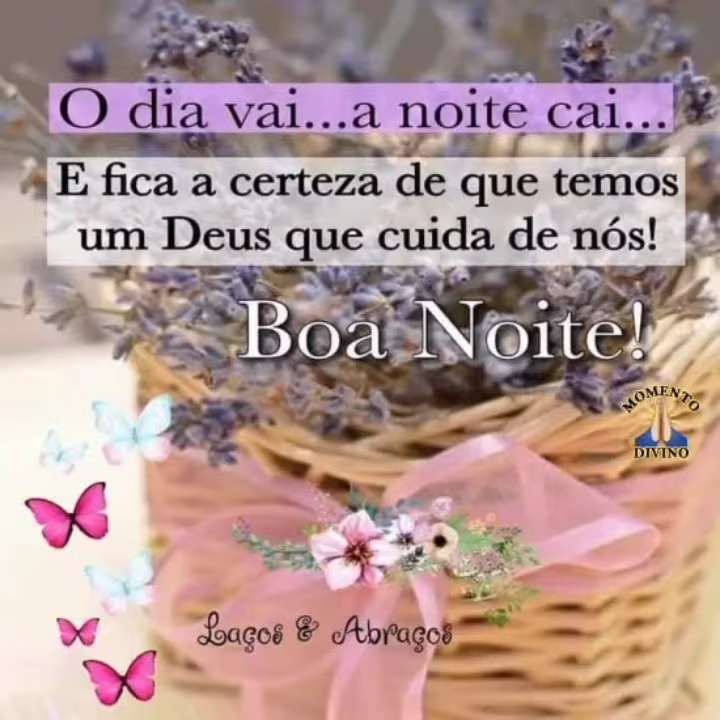 O dia vai...a noite cai...
E fica a certeza de que temos
um Deus que cuida de nós!
Boa Noite!
MOMENTO
DIVINO
Laços & Abraços